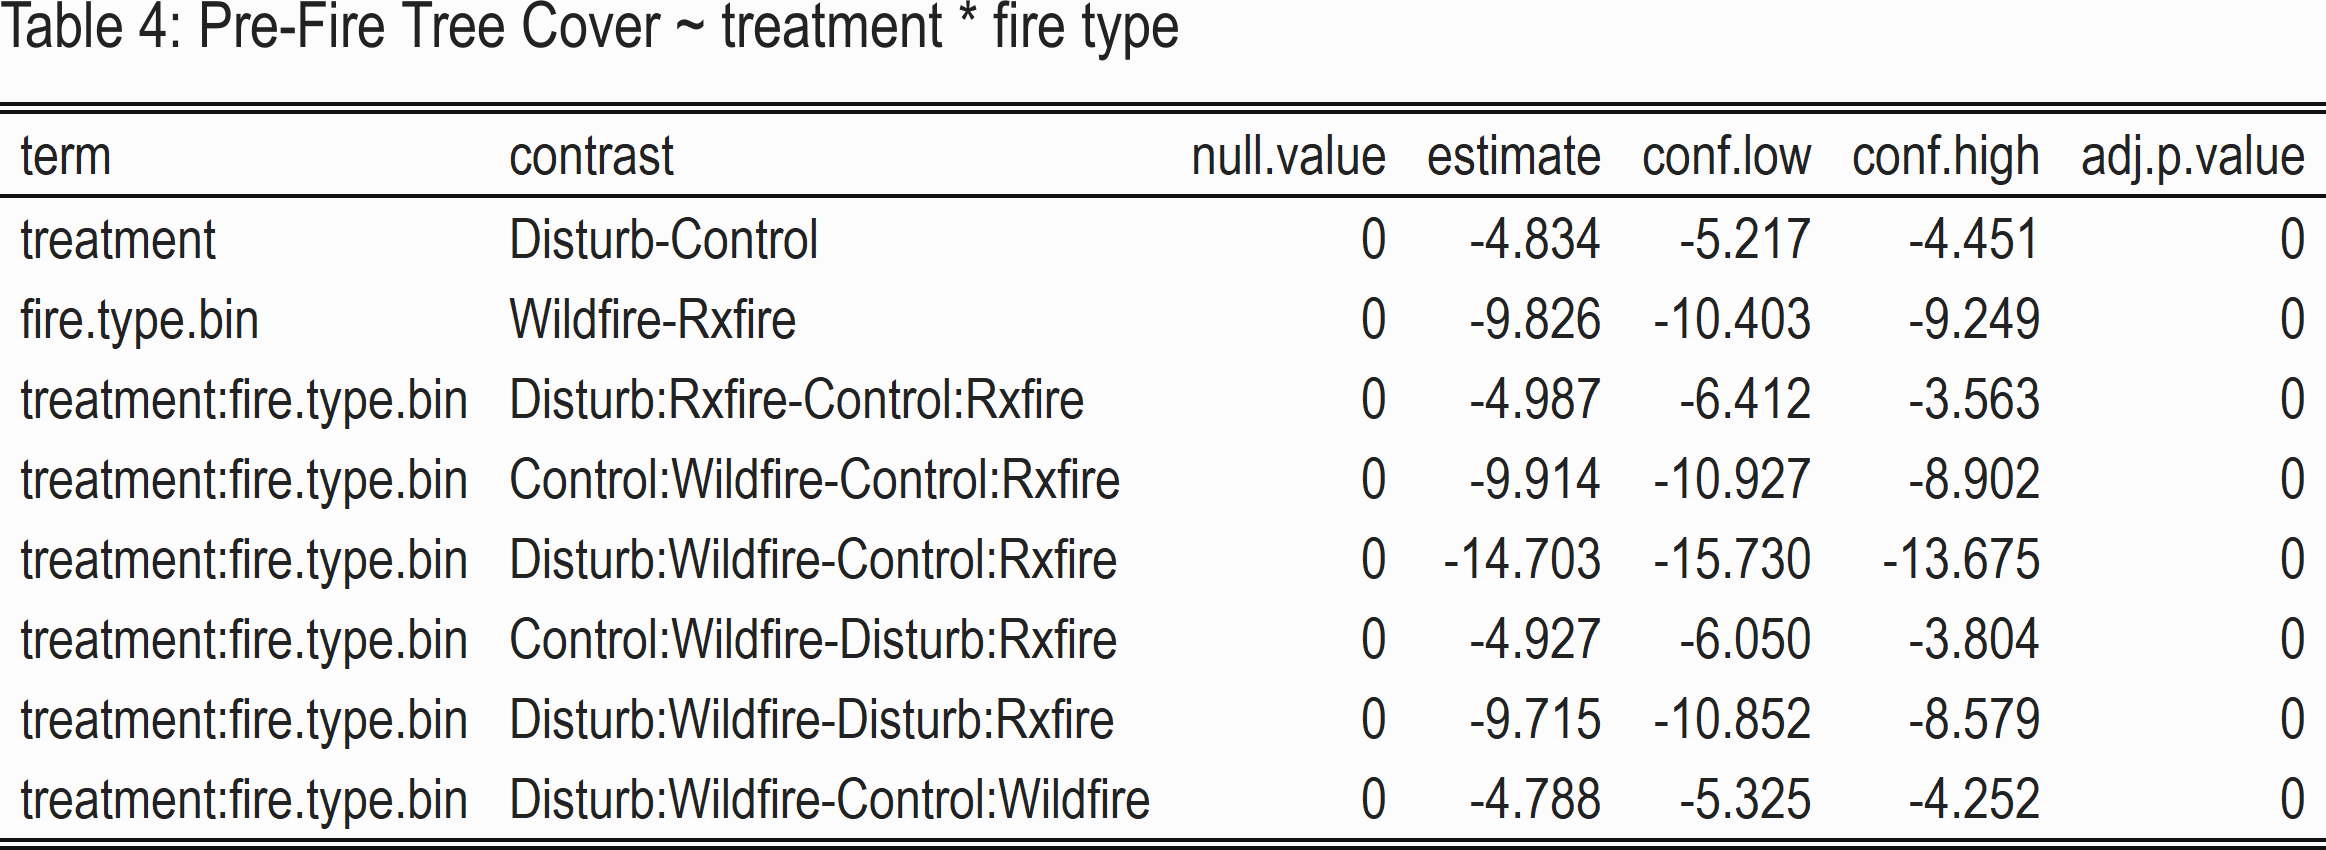 Table 4: Pre-Fire Tree Cover ~ treatment * fire type
term contrast null.value estimate conf.low conf.high adj.p.value
treatment Disturb-Control 0 -4.834 -5.217 -4.451 0
fire.type.bin Wildfire-Rxfire 0 -9.826 -10.403 -9.249 0
treatment:fire.type.bin Disturb:Rxfire-Control:Rxfire 0 -4.987 -6.412 -3.563 0
treatment:fire.type.bin Control:Wildfire-Control:Rxfire 0 -9.914 -10.927 -8.902 0
treatment:fire.type.bin Disturb:Wildfire-Control:Rxfire 0 -14.703 -15.730 -13.675 0
treatment:fire.type.bin Control:Wildfire-Disturb:Rxfire 0 -4.927 -6.050 -3.804 0
treatment:fire.type.bin Disturb:Wildfire-Disturb:Rxfire 0 -9.715 -10.852 -8.579 0
treatment:fire.type.bin Disturb:Wildfire-Control:Wildfire 0 -4.788 -5.325 -4.252 0